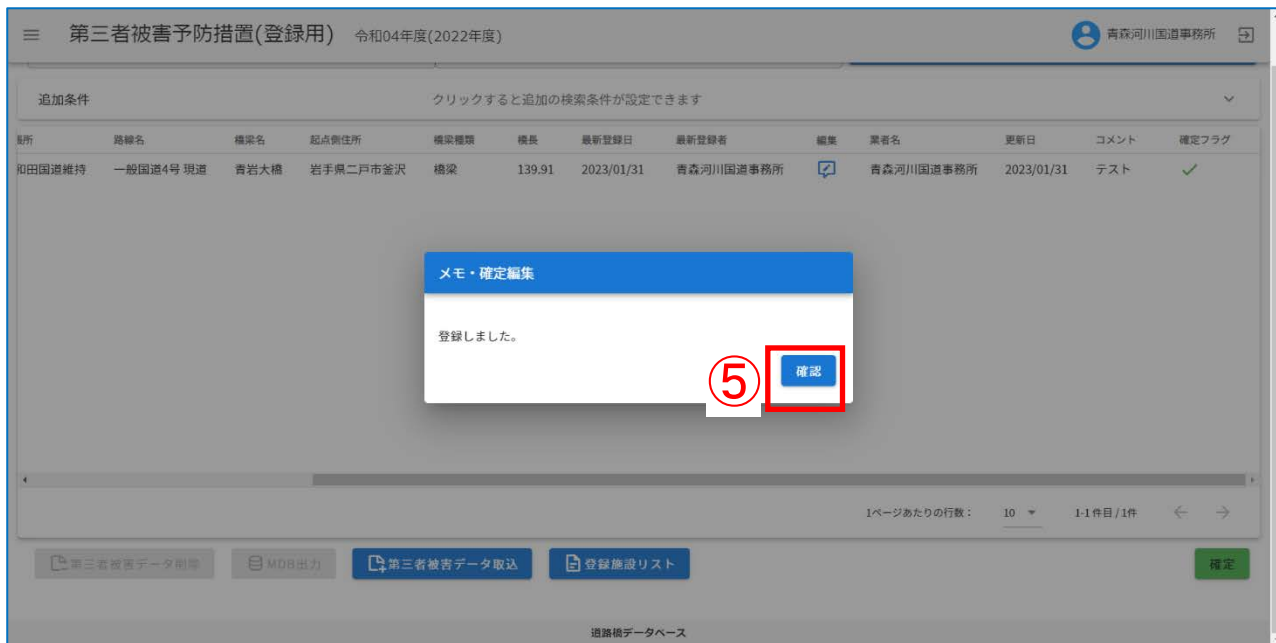 第三者被害予防措置(登録用) 令和04年度(2022年度) 青森河川国道事務所
追加条件 クリックすると追加の検索条件が設定できます
務所 路線名 橋梁名 起点側住所 橋梁種類 橋長 最新登録日 最新登録者 編集 業者名 更新日 コメント 確定フラグ
和田国道維持 一般国道4号 現道 青岩大橋 岩手県二戸市釜沢 橋梁 139.91 2023/01/31 青森河川国道事務所 青森河川国道事務所 2023/01/31 テスト
メモ・確定編集
登録しました。
⑤ 確認
1ページあたりの行数： 10 1-1 件目 / 1件
第三者被害データ削除 MDB出力 第三者被害データ取込 登録施設リスト 確定
道路橋データベース